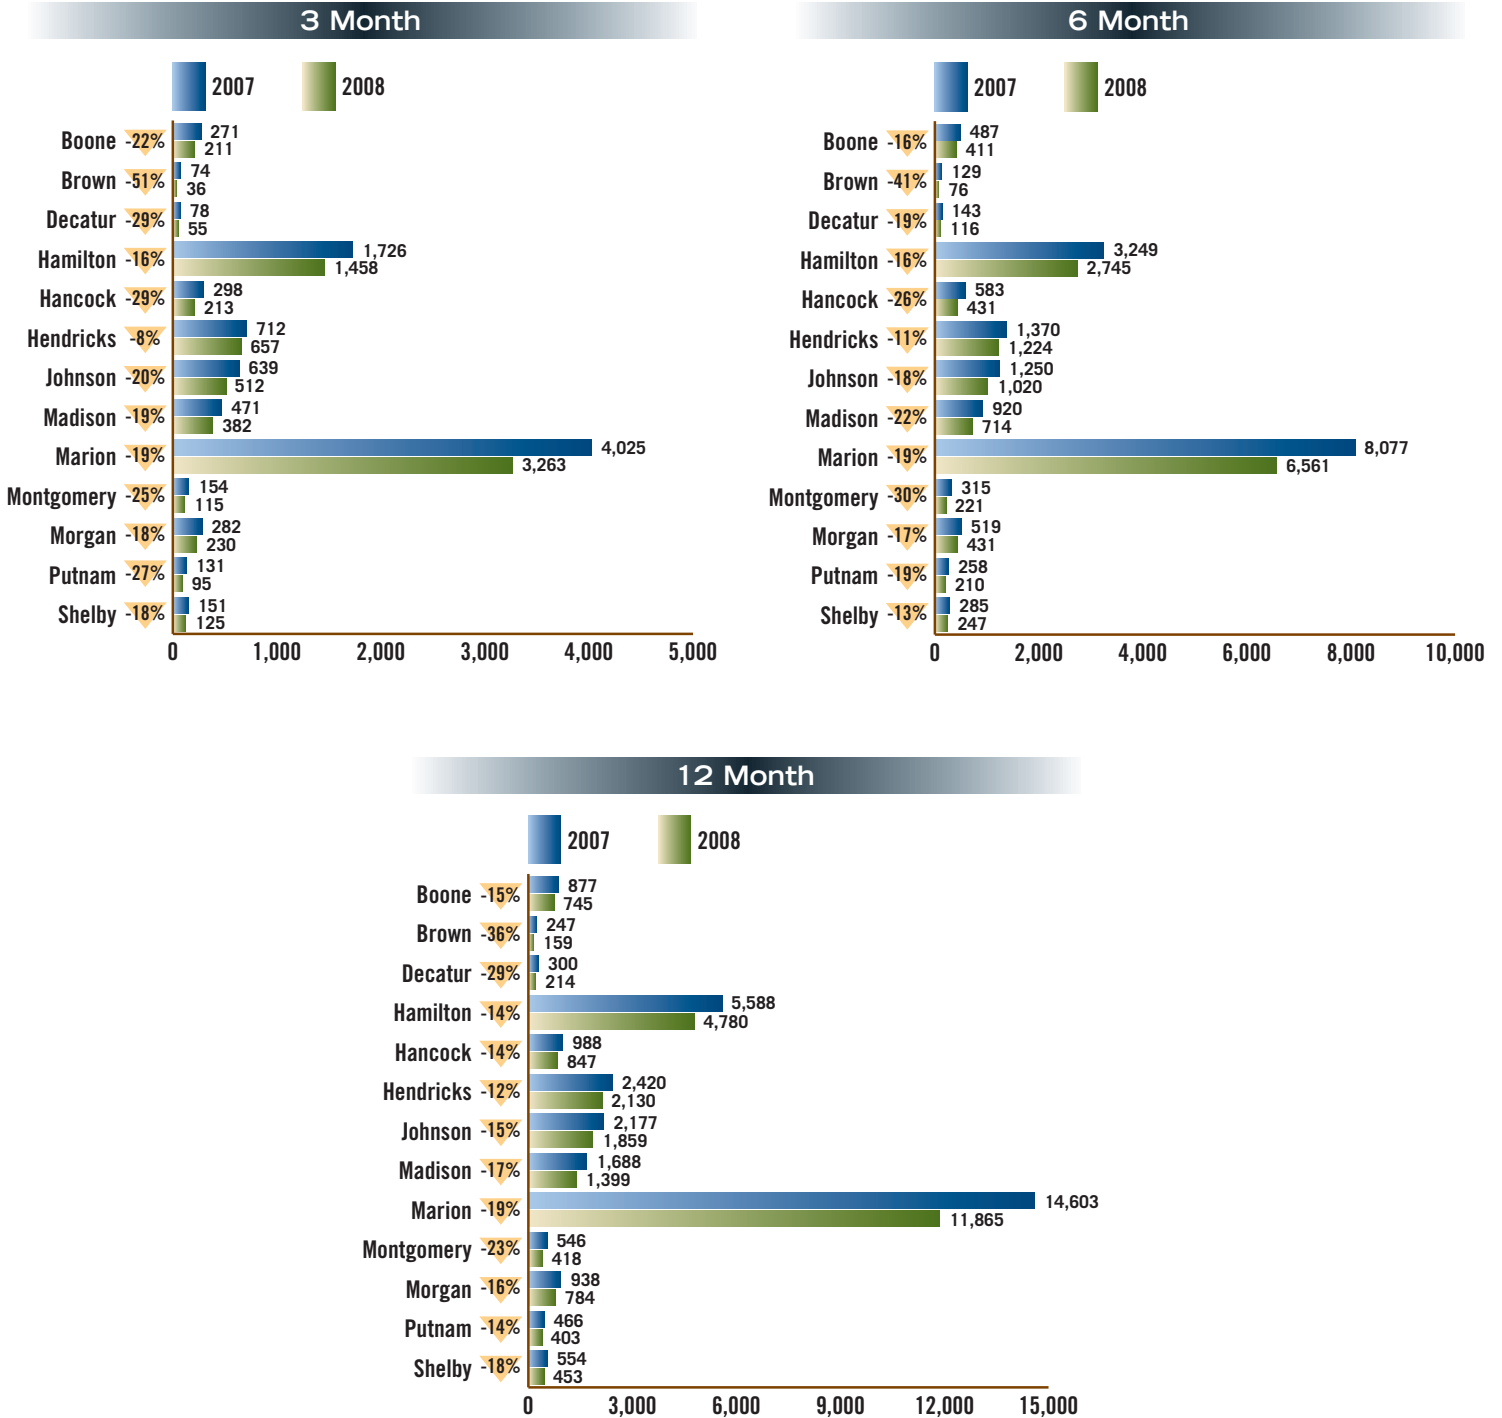 3 Month
2007 2008
Boone -22% 271 211
Brown -51% 74 36
Decatur -29% 78 55
Hamilton -16% 1,726 1,458
Hancock -29% 298 213
Hendricks -8% 712 657
Johnson -20% 639 512
Madison -19% 471 382
Marion -19% 4,025 3,263
Montgomery -25% 154 115
Morgan -18% 282 230
Putnam -27% 131 95
Shelby -18% 151 125
0 1,000 2,000 3,000 4,000 5,000
6 Month
2007 2008
Boone -16% 487 411
Brown -41% 129 76
Decatur -19% 143 116
Hamilton -16% 3,249 2,745
Hancock -26% 583 431
Hendricks -11% 1,370 1,224
Johnson -18% 1,250 1,020
Madison -22% 920 714
Marion -19% 8,077 6,561
Montgomery -30% 315 221
Morgan -17% 519 431
Putnam -19% 258 210
Shelby -13% 285 247
0 2,000 4,000 6,000 8,000 10,000
12 Month
2007 2008
Boone -15% 877 745
Brown -36% 247 159
Decatur -29% 300 214
Hamilton -14% 5,588 4,780
Hancock -14% 988 847
Hendricks -12% 2,420 2,130
Johnson -15% 2,177 1,859
Madison -17% 1,688 1,399
Marion -19% 14,603 11,865
Montgomery -23% 546 418
Morgan -16% 938 784
Putnam -14% 466 403
Shelby -18% 554 453
0 3,000 6,000 9,000 12,000 15,000